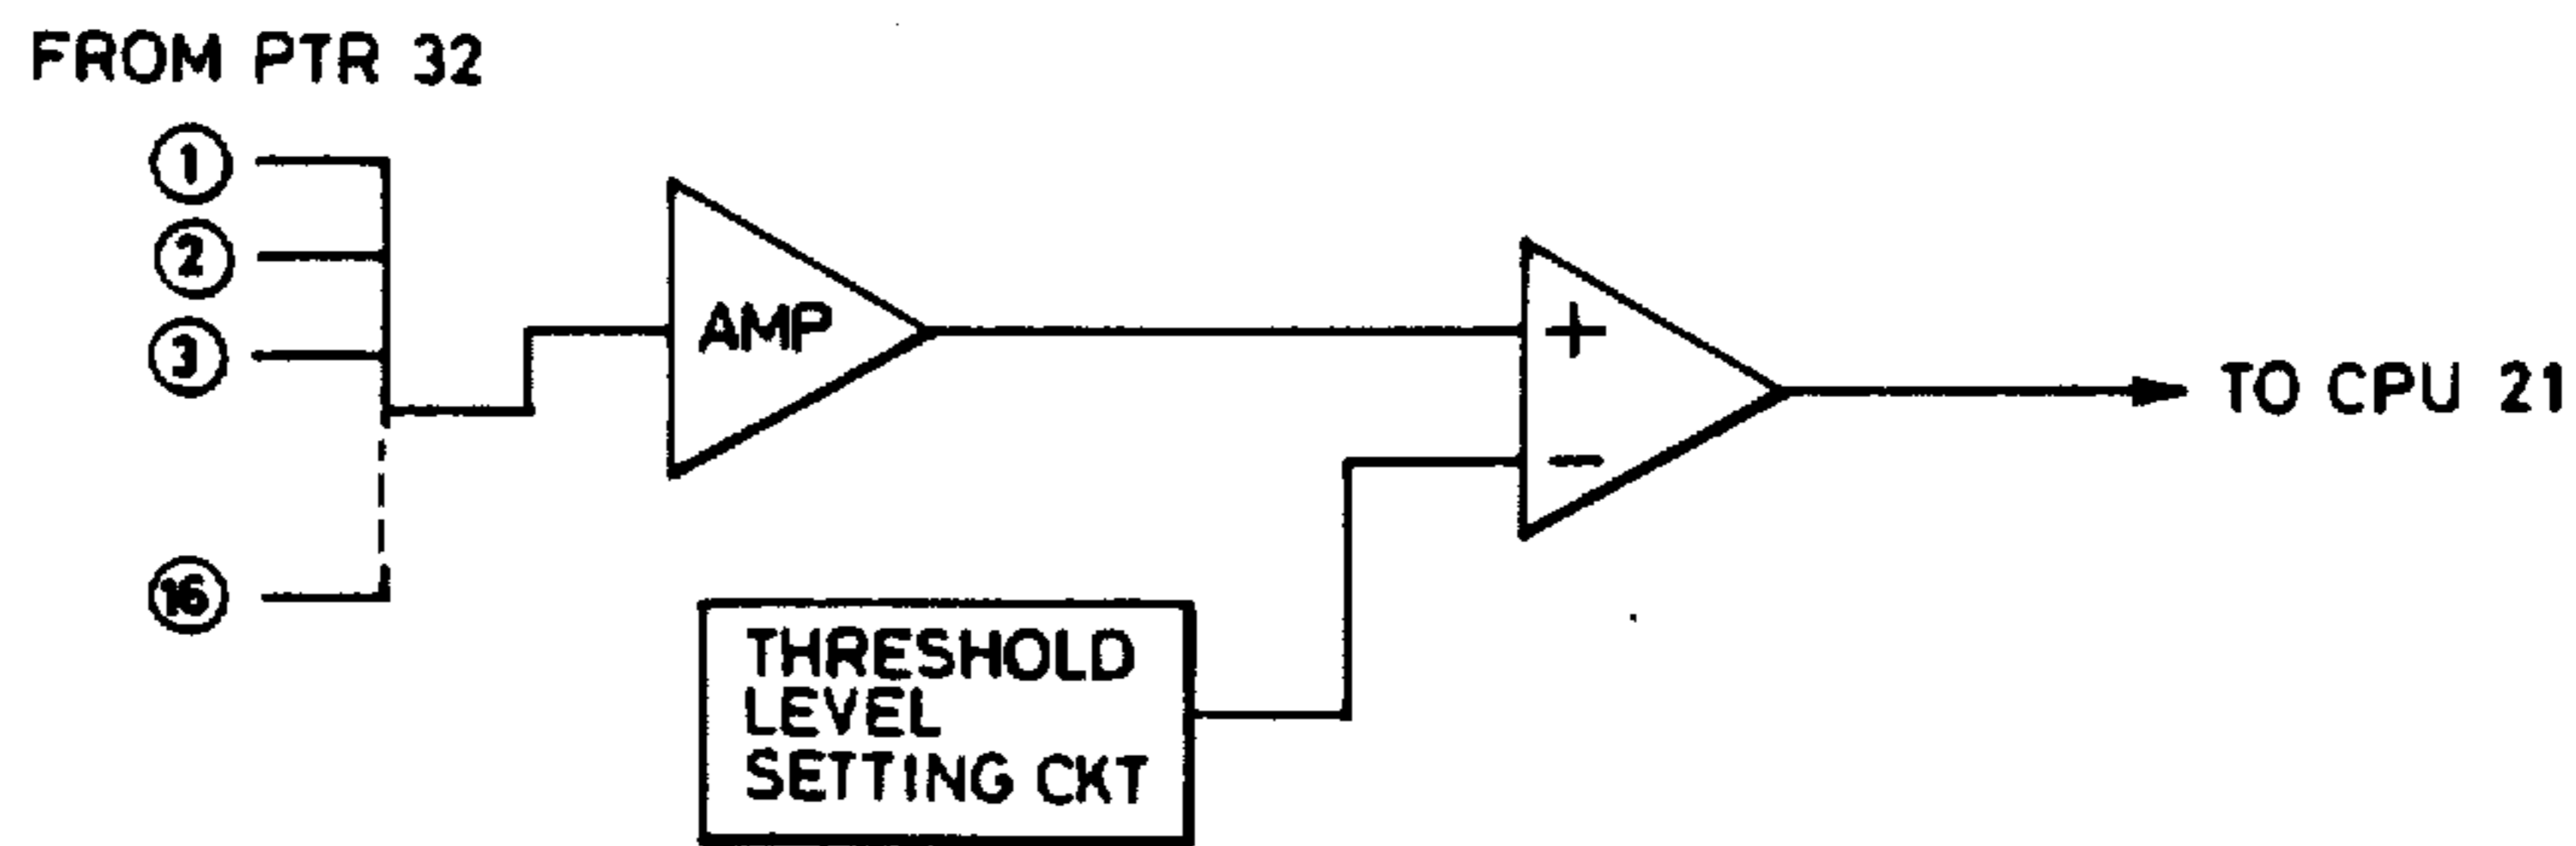 FROM PTR 32
1
2
3
16
AMP
+
-
TO CPU 21
THRESHOLD
LEVEL
SETTING CKT